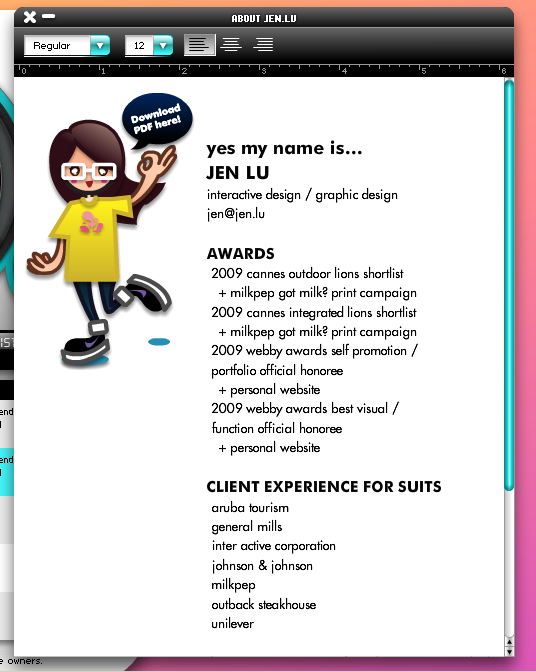 ABOUT JEN.LU
Regular
12
0 1 2 3 4 5 6
Download
PDF here!
yes my name is...
JEN LU
interactive design / graphic design
jen@jen.lu
AWARDS
2009 cannes outdoor lions shortlist
+ milkpep got milk? print campaign
2009 cannes integrated lions shortlist
+ milkpep got milk? print campaign
2009 webby awards self promotion /
portfolio official honoree
+ personal website
2009 webby awards best visual /
function official honoree
+ personal website
CLIENT EXPERIENCE FOR SUITS
aruba tourism
general mills
inter active corporation
johnson & johnson
milkpep
outback steakhouse
unilever
owners.